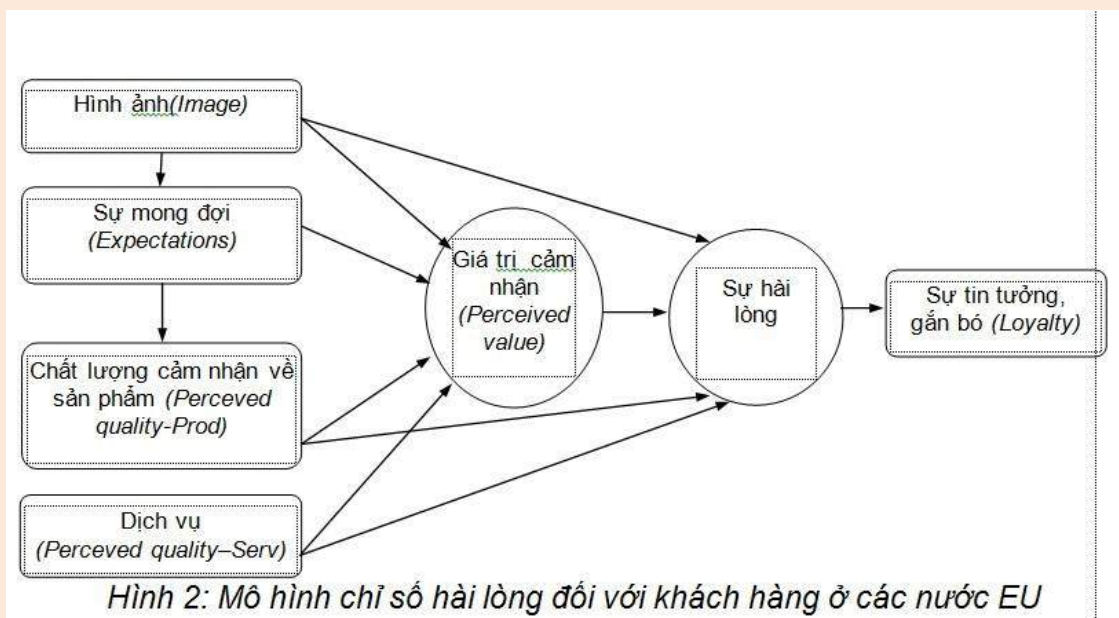 Hình ảnh(Image)
Sự mong đợi
(Expectations)
Giá trị cảm
nhận
(Perceived
value)
Sự hài
lòng
Sự tin tưởng,
gắn bó (Loyalty)
Chất lượng cảm nhận về
sản phẩm (Perceved
quality-Prod)
Dịch vụ
(Perceved quality–Serv)
Hình 2: Mô hình chỉ số hài lòng đối với khách hàng ở các nước EU